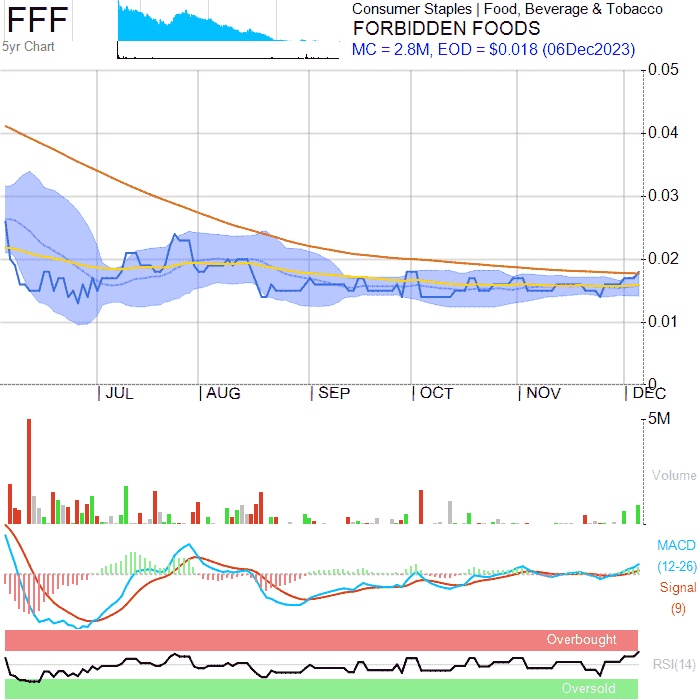 FFF
5yr Chart
Consumer Staples | Food, Beverage & Tobacco
FORBIDDEN FOODS
MC = 2.8M, EOD = $0.018 (06Dec2023)
0.05
0.04
0.03
0.02
0.01
0
JUL AUG SEP OCT NOV DEC
5M
Volume
MACD
(12-26)
Signal
(9)
Overbought
RSI(14)
Oversold